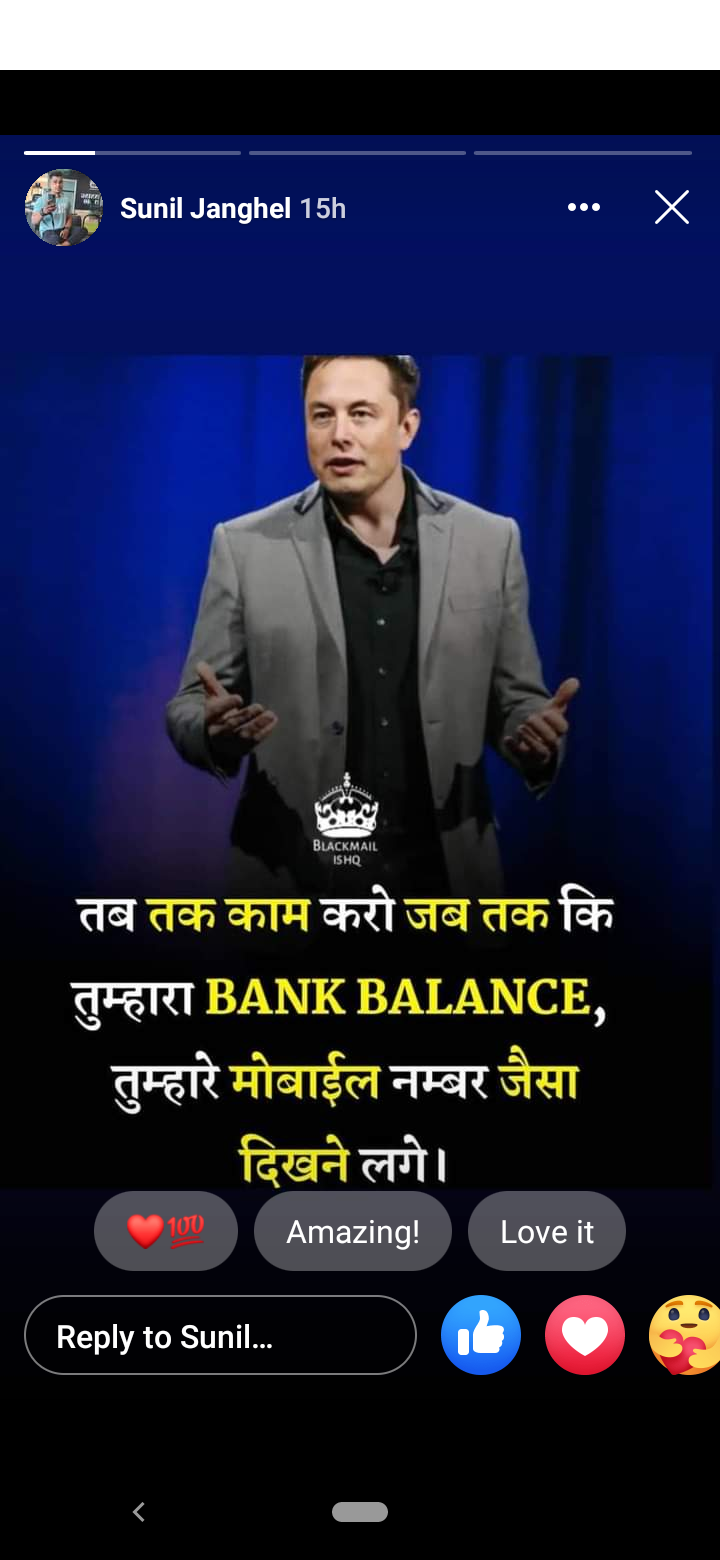 Sunil Janghel 15h
BLACKMAIL
ISHQ
तब तक काम करो जब तक कि
तुम्हारा BANK BALANCE,
तुम्हारे मोबाईल नम्बर जैसा
दिखने लगे।
❤️💯 Amazing! Love it
Reply to Sunil...